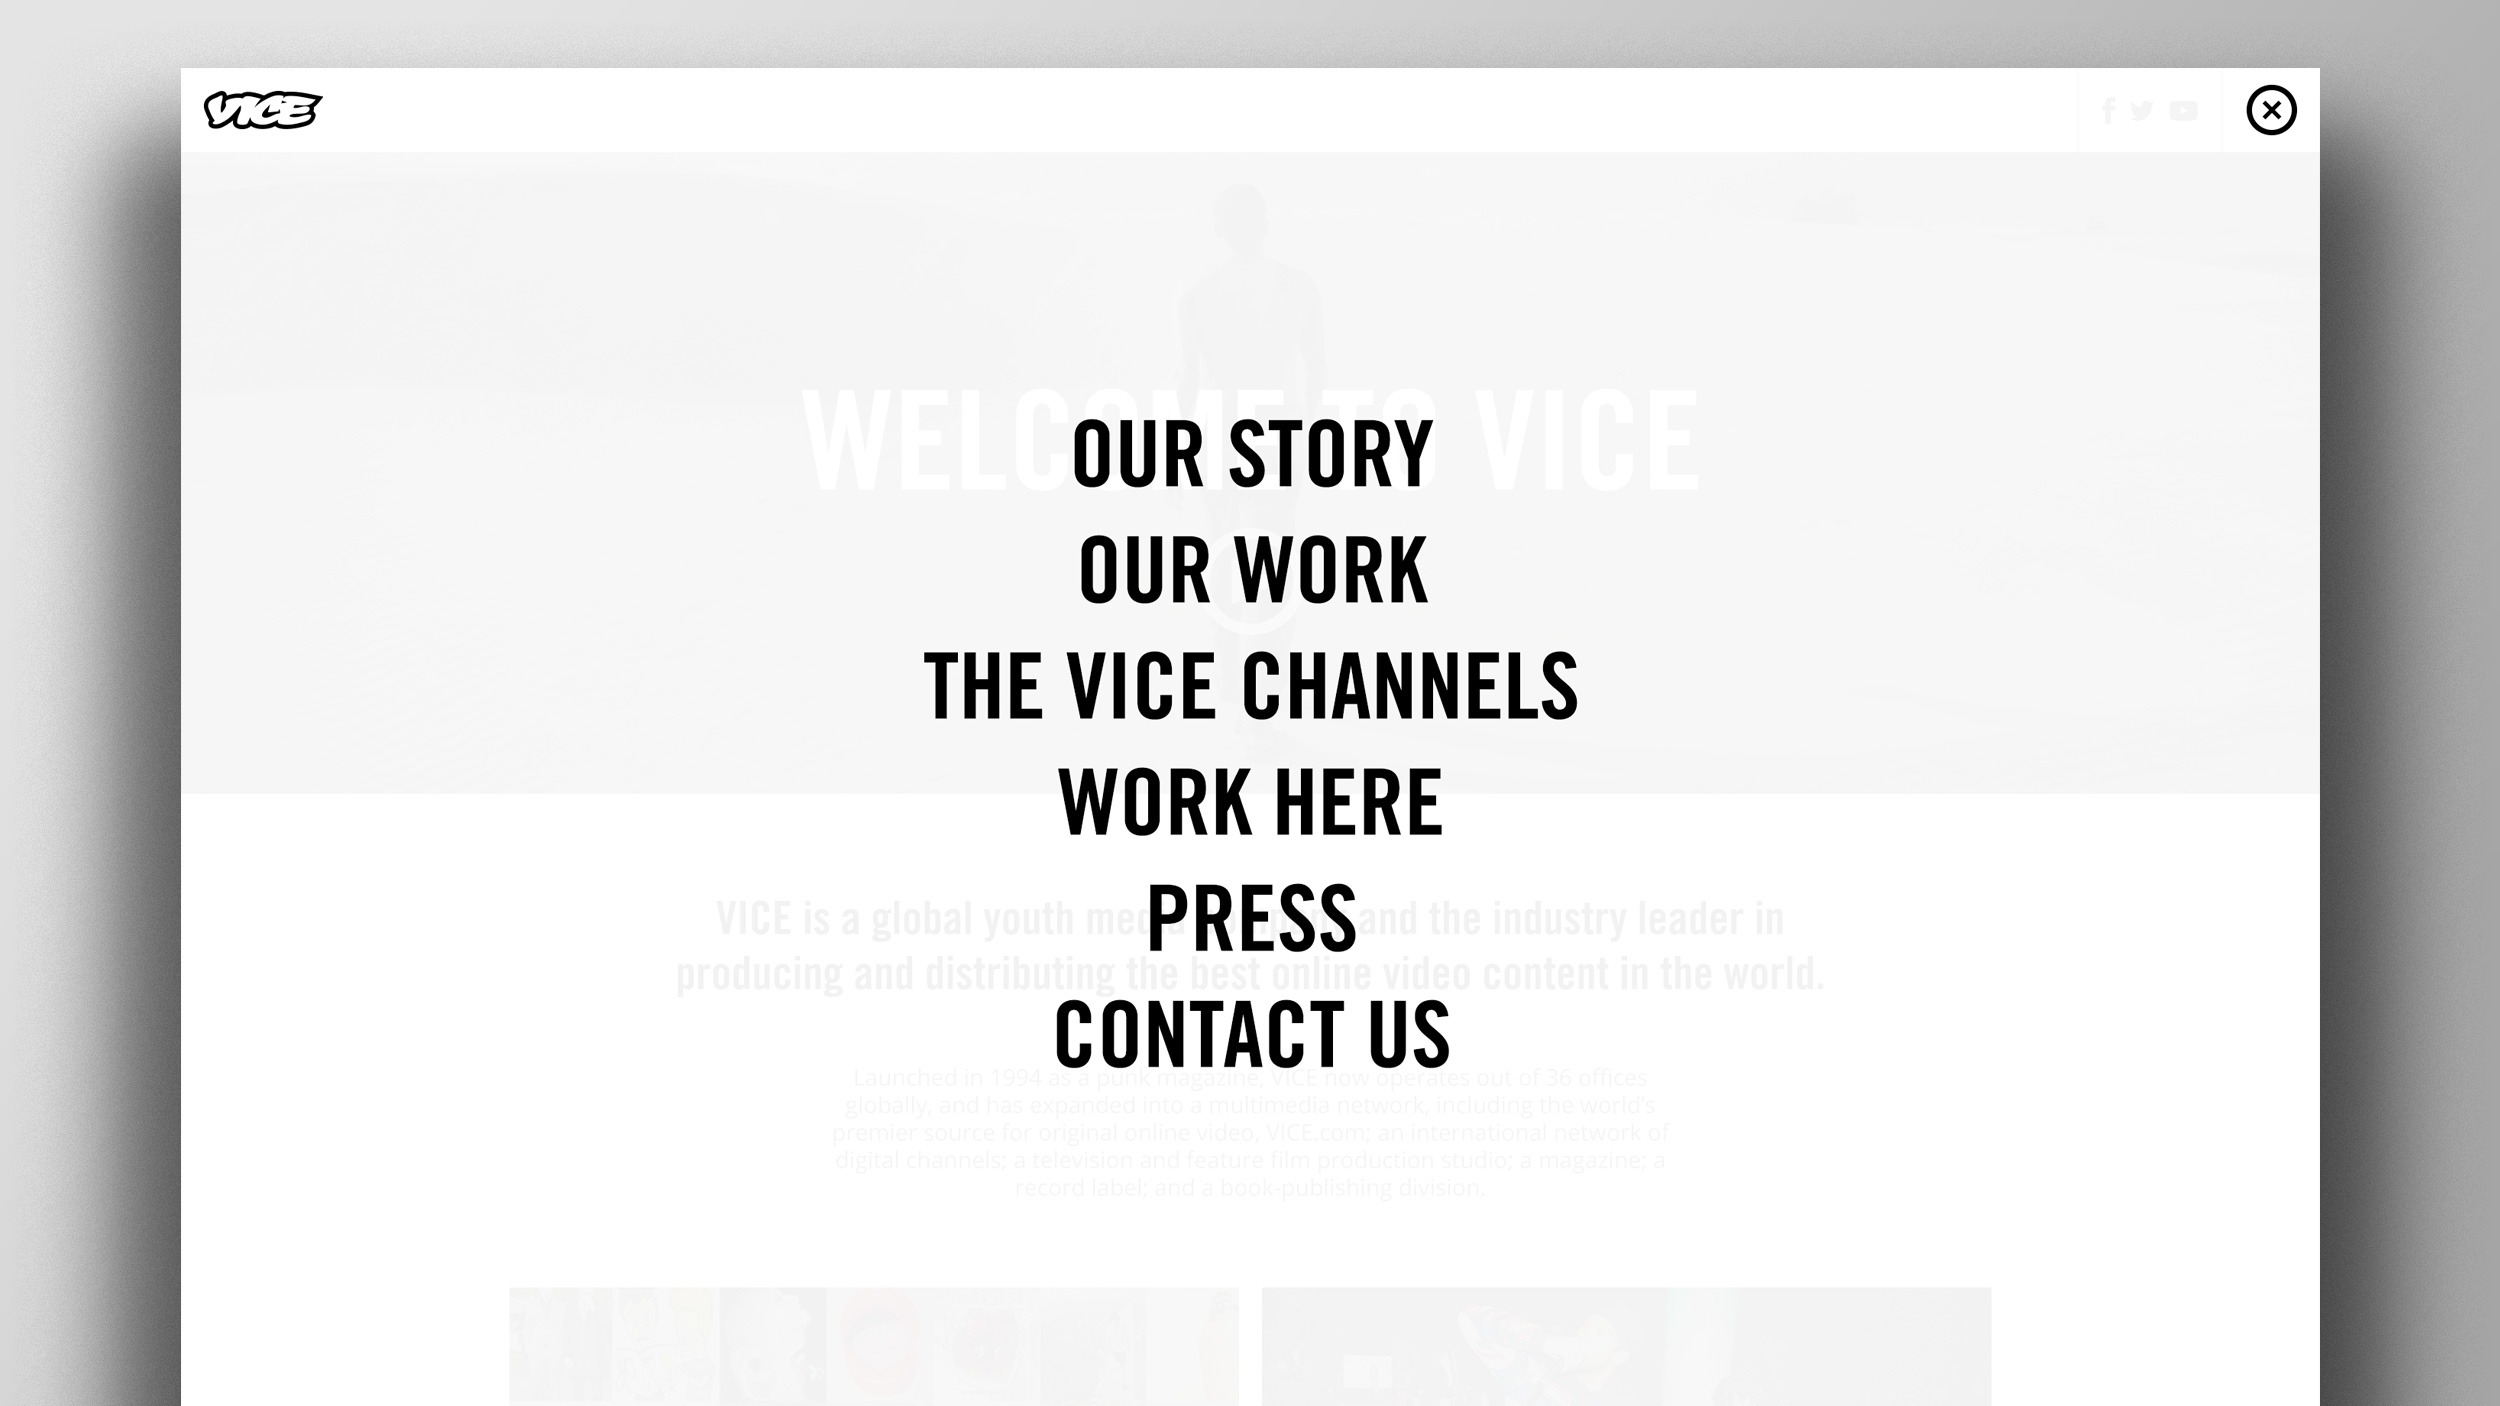 VICE
WELCOME TO VICE
OUR STORY
OUR WORK
THE VICE CHANNELS
WORK HERE
PRESS
CONTACT US
VICE is a global youth media and the industry leader in
producing and distributing the best online video content in the world.
Launched in 1994 as a punk magazine, VICE now operates out of 36 offices
globally, and has expanded into a multimedia network, including the world's
premier source for original online video, VICE.com; an international network of
digital channels; a television and feature film production studio; a magazine; a
record label; and a book-publishing division.